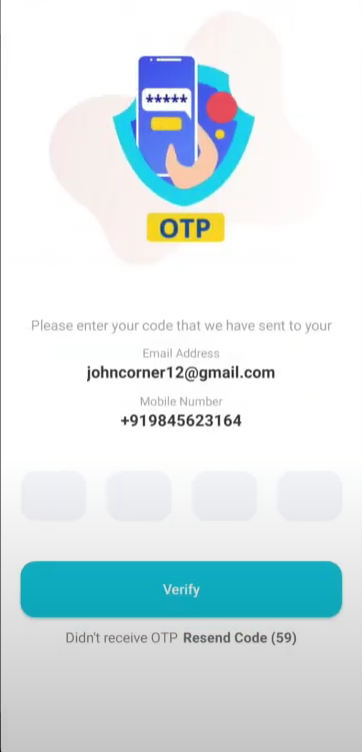 *****
OTP
Please enter your code that we have sent to your
Email Address
johncorner12@gmail.com
Mobile Number
+919845623164
Verify
Didn't receive OTP Resend Code (59)